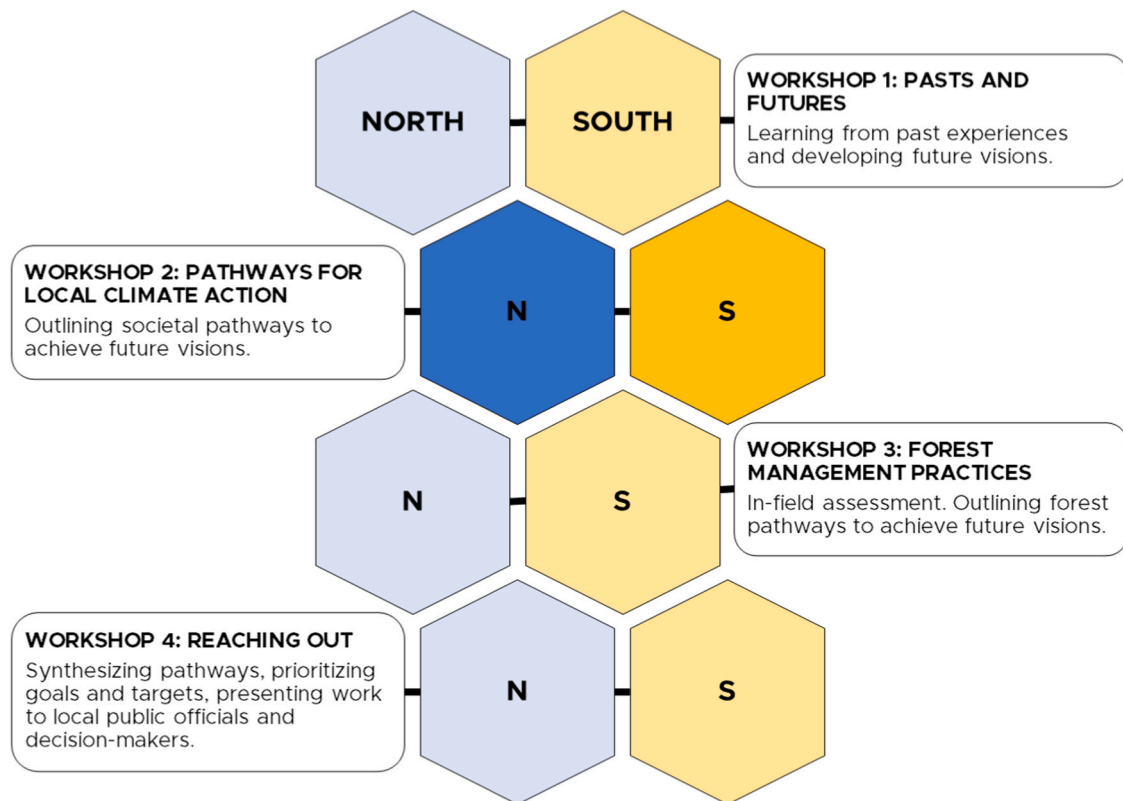 NORTH
SOUTH
WORKSHOP 1: PASTS AND
FUTURES
Learning from past experiences
and developing future visions.
WORKSHOP 2: PATHWAYS FOR
LOCAL CLIMATE ACTION
Outlining societal pathways to
achieve future visions.
N
S
N
S
WORKSHOP 3: FOREST
MANAGEMENT PRACTICES
In-field assessment. Outlining forest
pathways to achieve future visions.
WORKSHOP 4: REACHING OUT
Synthesizing pathways, prioritizing
goals and targets, presenting work
to local public officials and
decision-makers.
N
S